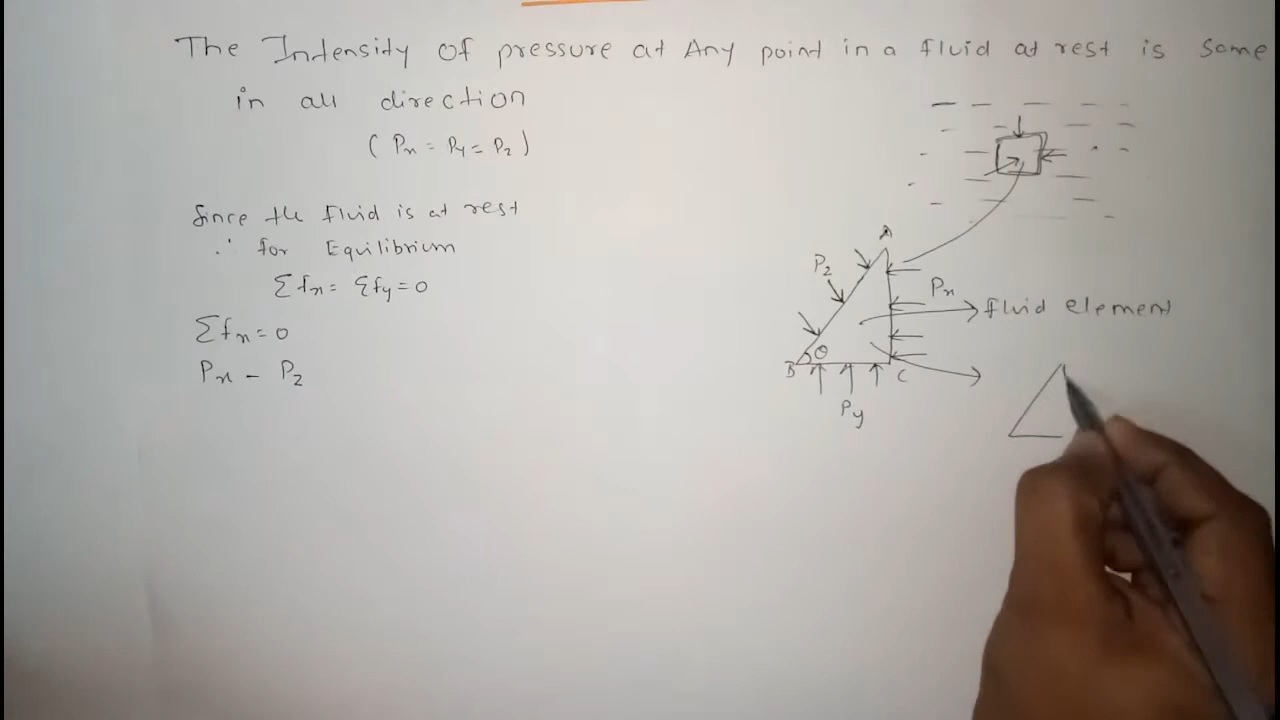 The Intensity of pressure at Any point in a fluid at rest is Same
in all direction
( Px = Py = Pz )
Since the fluid is at rest
∴ for Equilibrium
Σfx = Σfy = 0
Σfx = 0
Px - Pz
A
Pz
Px
fluid element
θ
B
C
Py